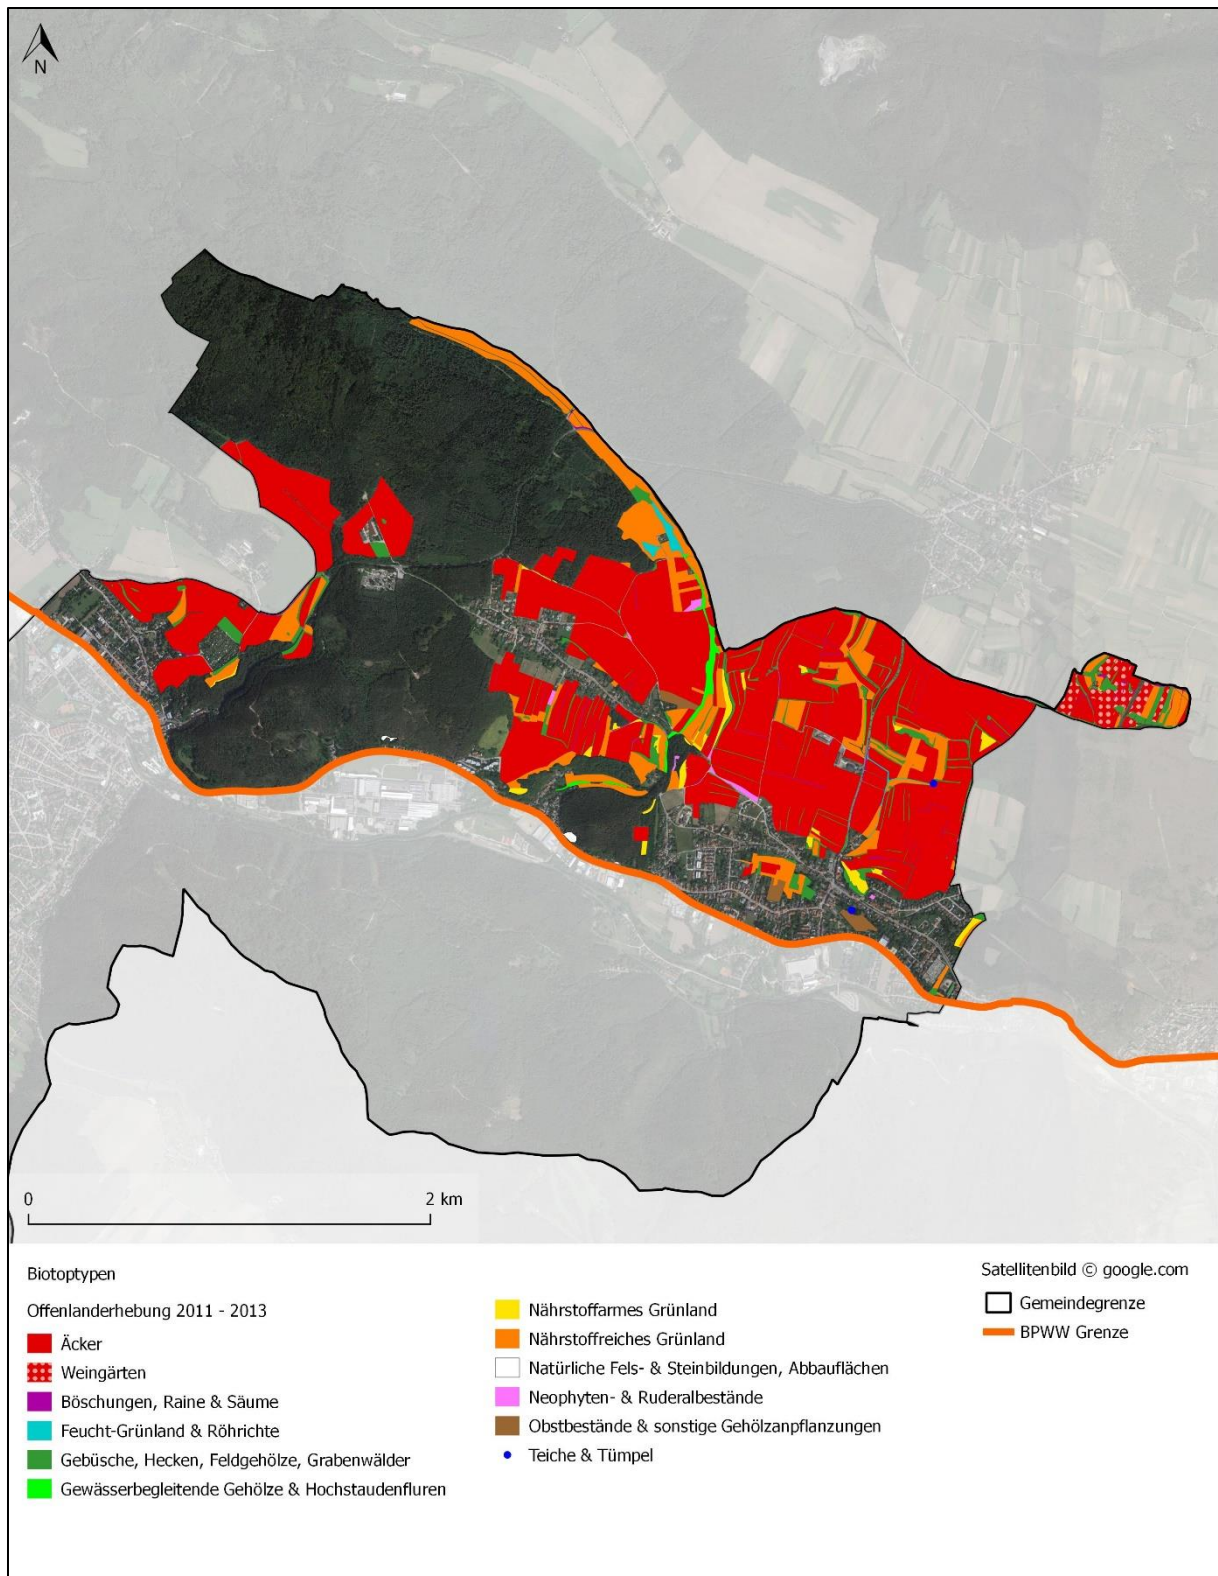 N
0
2 km
Biotoptypen
Offenlanderhebung 2011 - 2013
Äcker
Weingärten
Böschungen, Raine & Säume
Feucht-Grünland & Röhrichte
Gebüsche, Hecken, Feldgehölze, Grabenwälder
Gewässerbegleitende Gehölze & Hochstaudenfluren
Nährstoffarmes Grünland
Nährstoffreiches Grünland
Natürliche Fels- & Steinbildungen, Abbauflächen
Neophyten- & Ruderalbestände
Obstbestände & sonstige Gehölzanpflanzungen
Teiche & Tümpel
Satellitenbild © google.com
Gemeindegrenze
BPWW Grenze